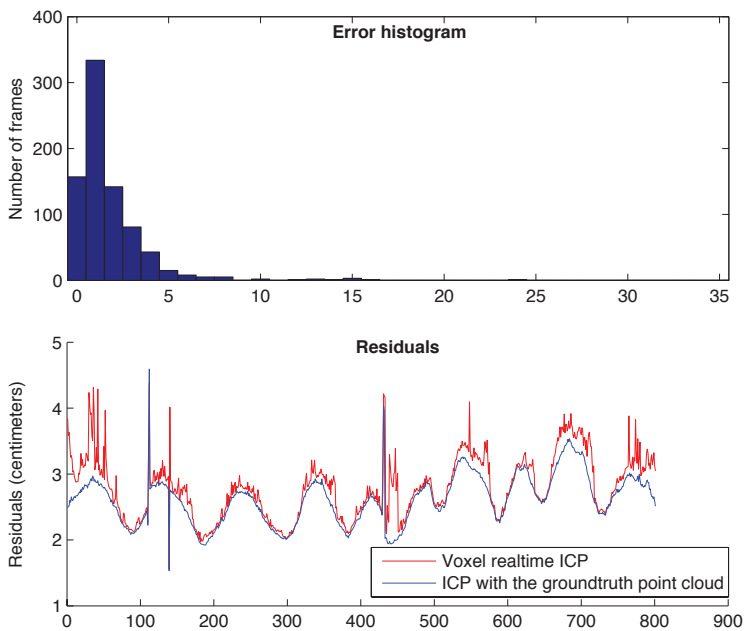 Error histogram
Number of frames
400
300
200
100
0
0 5 10 15 20 25 30 35
Residuals
Residuals (centimeters)
5
4
3
2
1
Voxel realtime ICP
ICP with the groundtruth point cloud
0 100 200 300 400 500 600 700 800 900